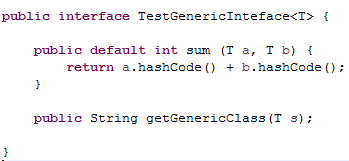 public interface TestGenericInteface<T> {
public default int sum (T a, T b) {
return a.hashCode() + b.hashCode();
}
public String getGenericClass(T s);
}